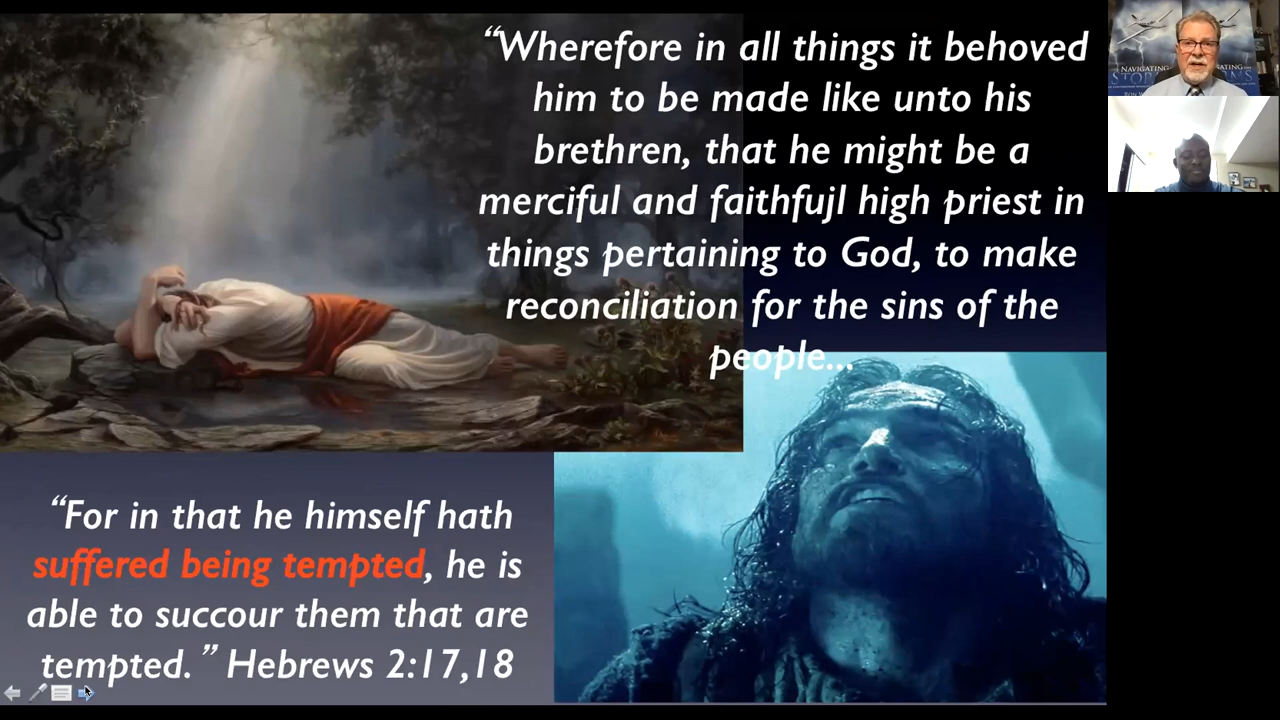 “Wherefore in all things it behoved
him to be made like unto his
brethren, that he might be a
merciful and faithfujl high priest in
things pertaining to God, to make
reconciliation for the sins of the
people...
“For in that he himself hath
suffered being tempted, he is
able to succour them that are
tempted.” Hebrews 2:17,18
NAVIGATING